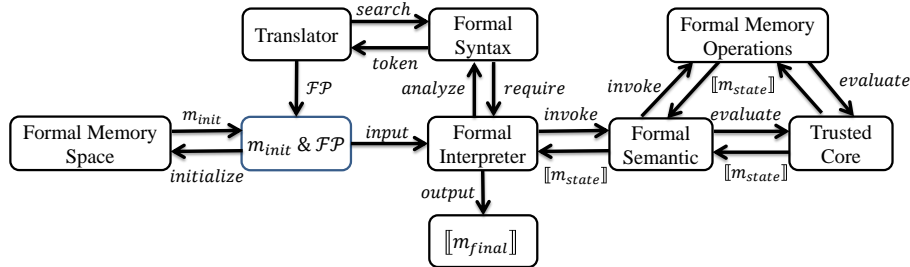 search
Translator
Formal
Syntax
token
Formal Memory
Operations
ℱ𝒫
analyze
require
invoke
⟦m_state⟧
evaluate
Formal Memory
Space
m_init
initialize
m_init & ℱ𝒫
input
Formal
Interpreter
invoke
⟦m_state⟧
Formal
Semantic
evaluate
⟦m_state⟧
Trusted
Core
output
⟦m_final⟧